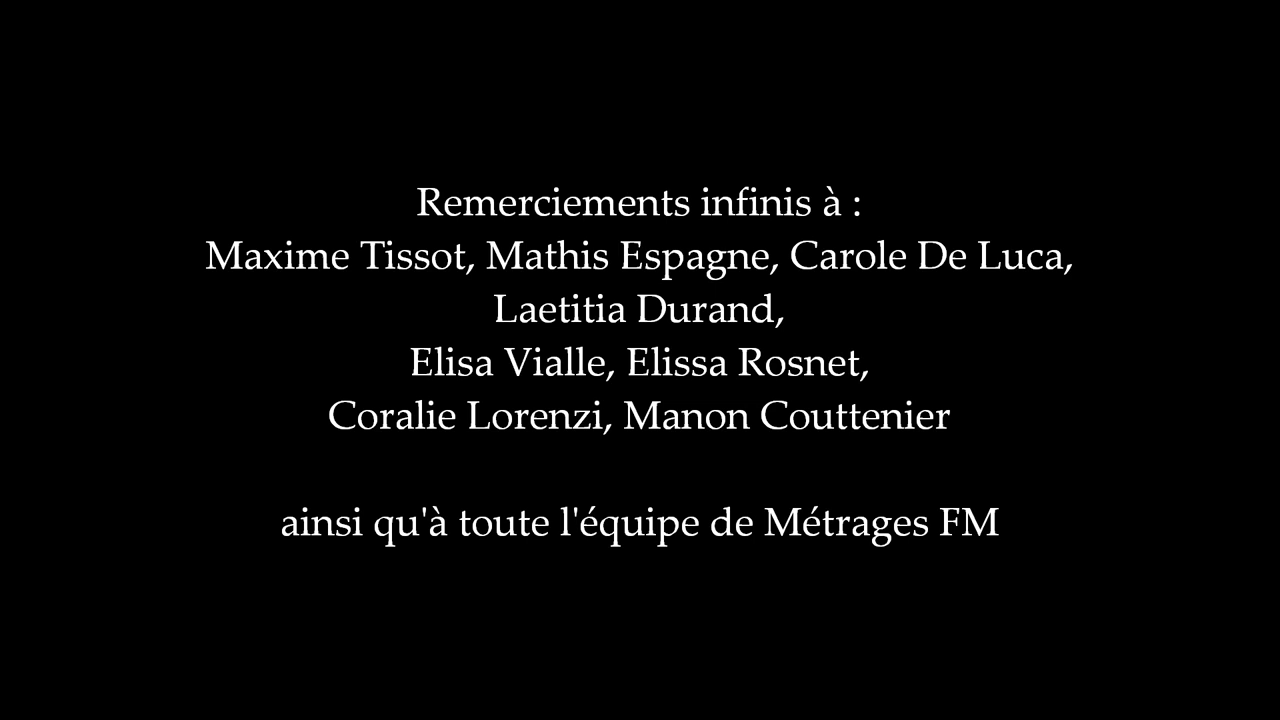 Remerciements infinis à :
Maxime Tissot, Mathis Espagne, Carole De Luca,
Laetitia Durand,
Elisa Vialle, Elissa Rosnet,
Coralie Lorenzi, Manon Couttenier
ainsi qu'à toute l'équipe de Métrages FM